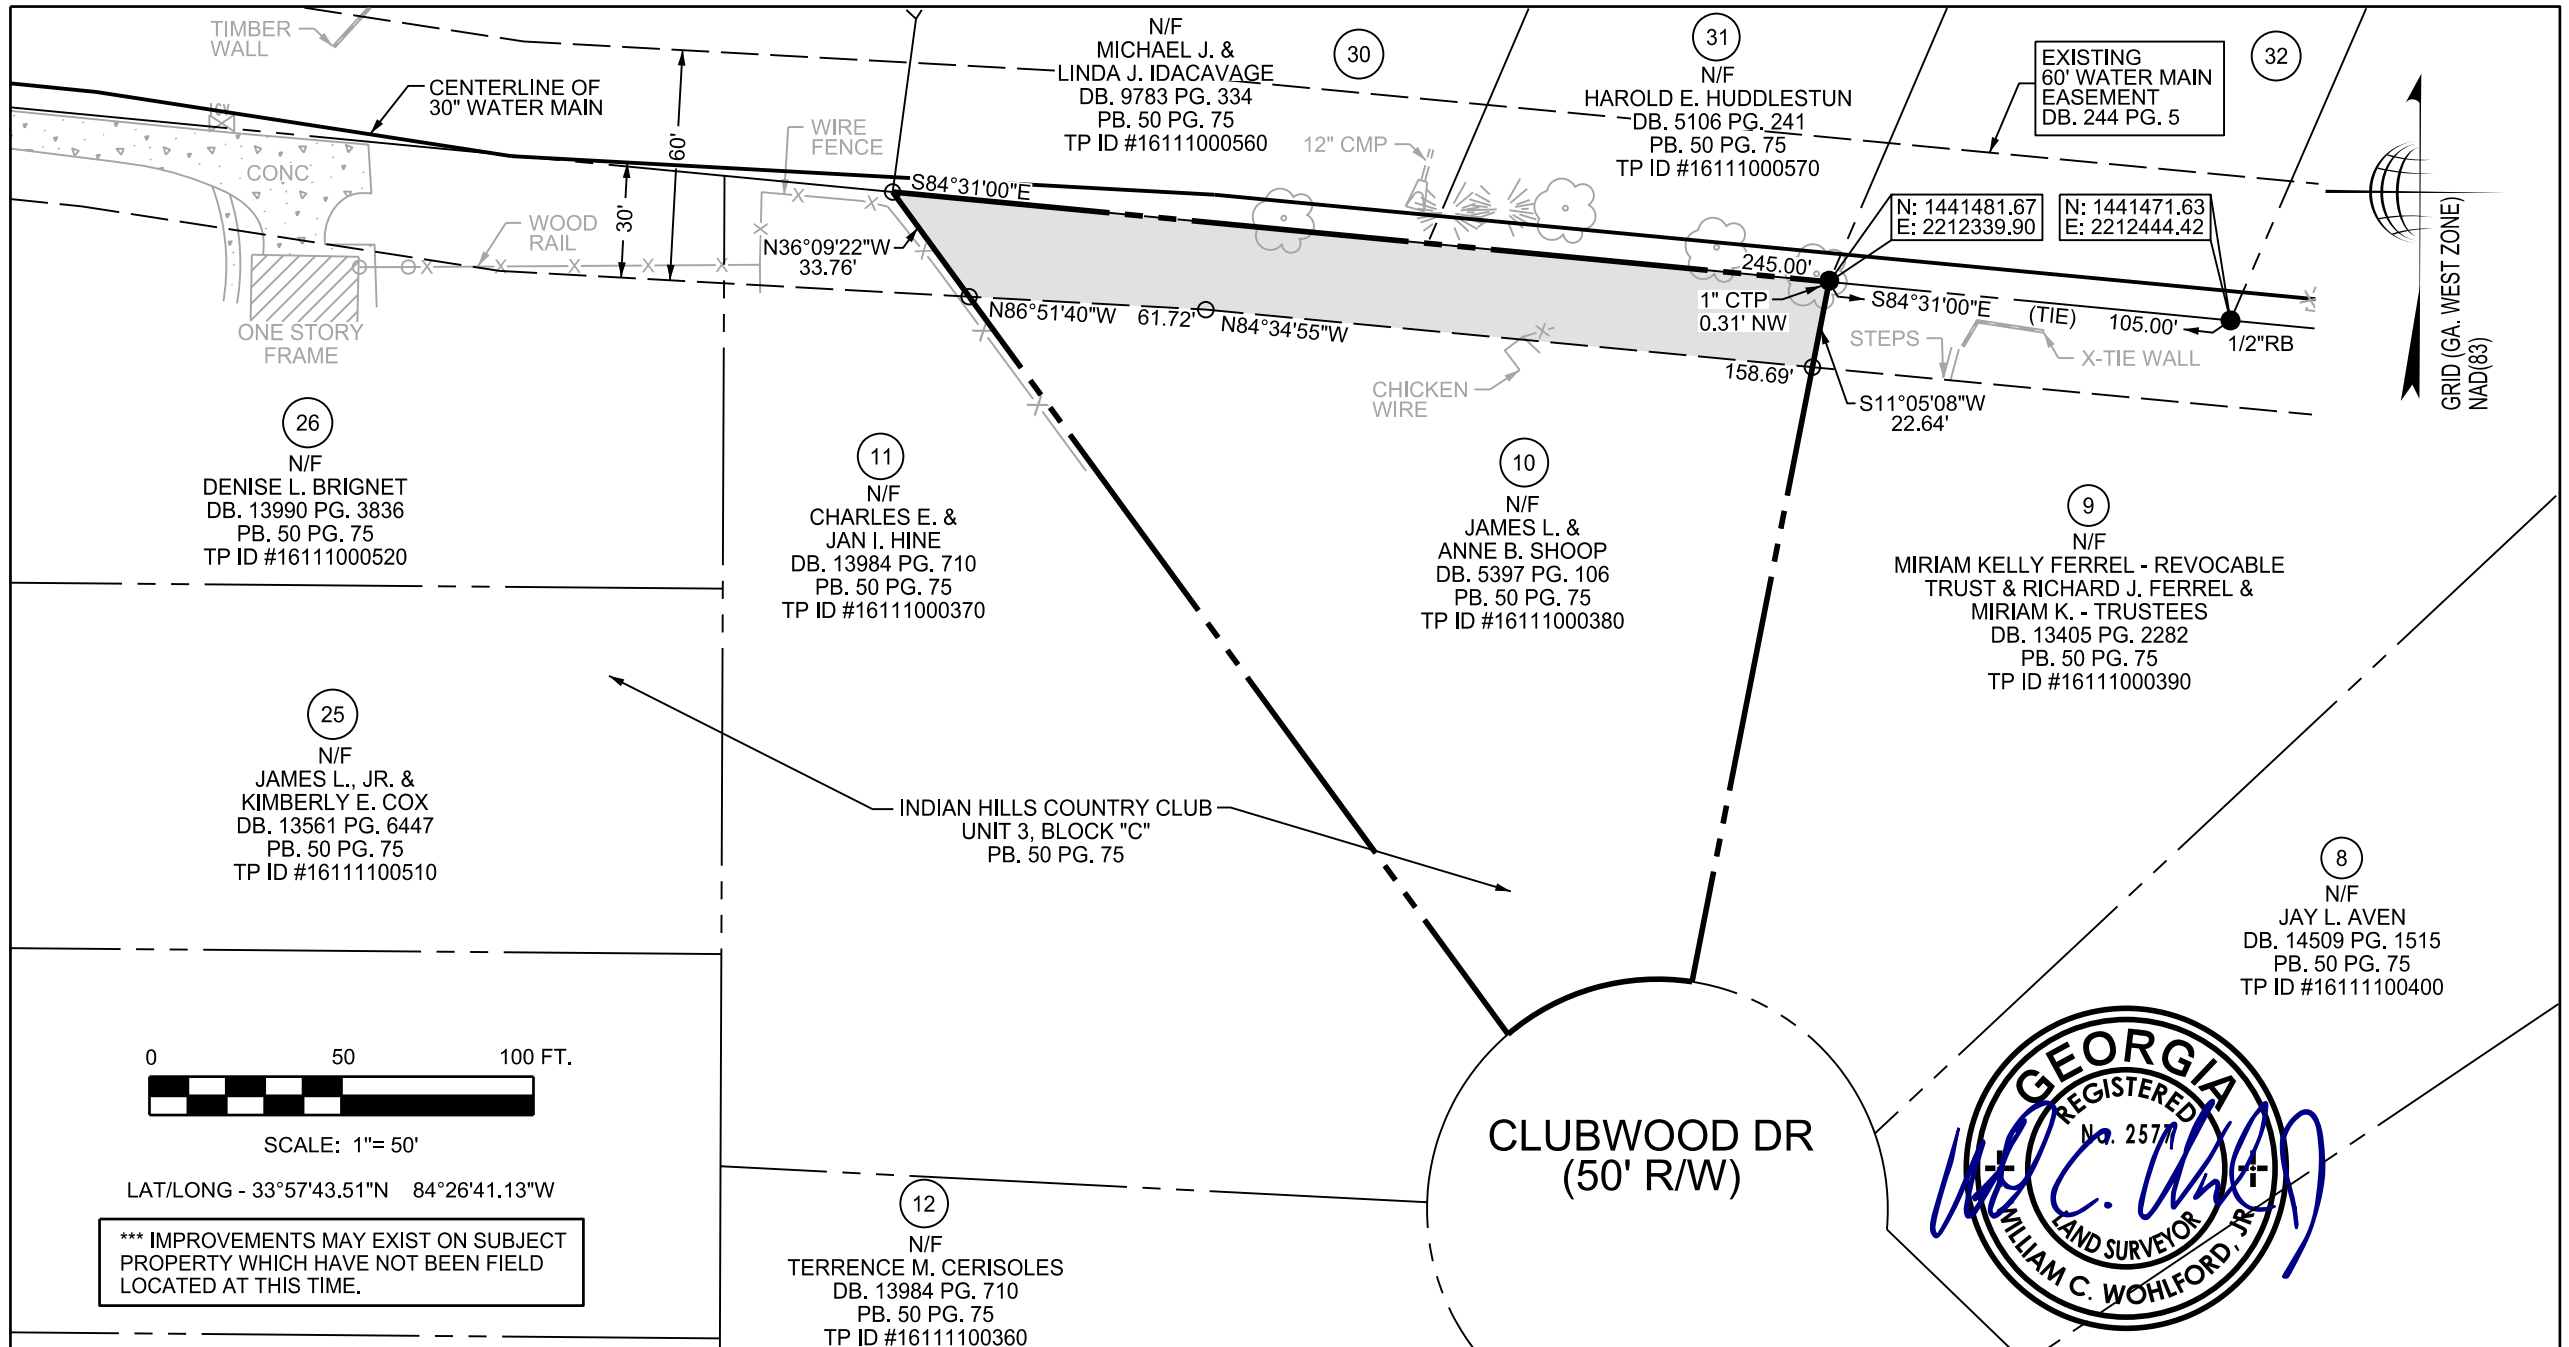 TIMBER
WALL
CENTERLINE OF
30" WATER MAIN
60'
30'
CONC
WIRE
FENCE
WOOD
RAIL
ONE STORY
FRAME
N/F
MICHAEL J. &
LINDA J. IDACAVAGE
DB. 9783 PG. 334
PB. 50 PG. 75
TP ID #16111000560
30
12" CMP
31
N/F
HAROLD E. HUDDLESTUN
DB. 5106 PG. 241
PB. 50 PG. 75
TP ID #16111000570
EXISTING
60' WATER MAIN
EASEMENT
DB. 244 PG. 5
32
GRID (GA. WEST ZONE)
NAD(83)
S84°31'00"E
N36°09'22"W
33.76'
N86°51'40"W 61.72'
N84°34'55"W
158.69'
245.00'
1" CTP
0.31' NW
N: 1441481.67
E: 2212339.90
N: 1441471.63
E: 2212444.42
S84°31'00"E (TIE) 105.00'
1/2"RB
STEPS
X-TIE WALL
CHICKEN
WIRE
S11°05'08"W
22.64'
26
N/F
DENISE L. BRIGNET
DB. 13990 PG. 3836
PB. 50 PG. 75
TP ID #16111000520
11
N/F
CHARLES E. &
JAN I. HINE
DB. 13984 PG. 710
PB. 50 PG. 75
TP ID #16111000370
10
N/F
JAMES L. &
ANNE B. SHOOP
DB. 5397 PG. 106
PB. 50 PG. 75
TP ID #16111000380
9
N/F
MIRIAM KELLY FERREL - REVOCABLE
TRUST & RICHARD J. FERREL &
MIRIAM K. - TRUSTEES
DB. 13405 PG. 2282
PB. 50 PG. 75
TP ID #16111000390
25
N/F
JAMES L., JR. &
KIMBERLY E. COX
DB. 13561 PG. 6447
PB. 50 PG. 75
TP ID #16111100510
INDIAN HILLS COUNTRY CLUB
UNIT 3, BLOCK "C"
PB. 50 PG. 75
8
N/F
JAY L. AVEN
DB. 14509 PG. 1515
PB. 50 PG. 75
TP ID #16111100400
0 50 100 FT.
SCALE: 1"= 50'
LAT/LONG - 33°57'43.51"N 84°26'41.13"W
*** IMPROVEMENTS MAY EXIST ON SUBJECT
PROPERTY WHICH HAVE NOT BEEN FIELD
LOCATED AT THIS TIME.
12
N/F
TERRENCE M. CERISOLES
DB. 13984 PG. 710
PB. 50 PG. 75
TP ID #16111100360
CLUBWOOD DR
(50' R/W)
GEORGIA
REGISTERED
No. 2577
LAND SURVEYOR
WILLIAM C. WOHLFORD, JR